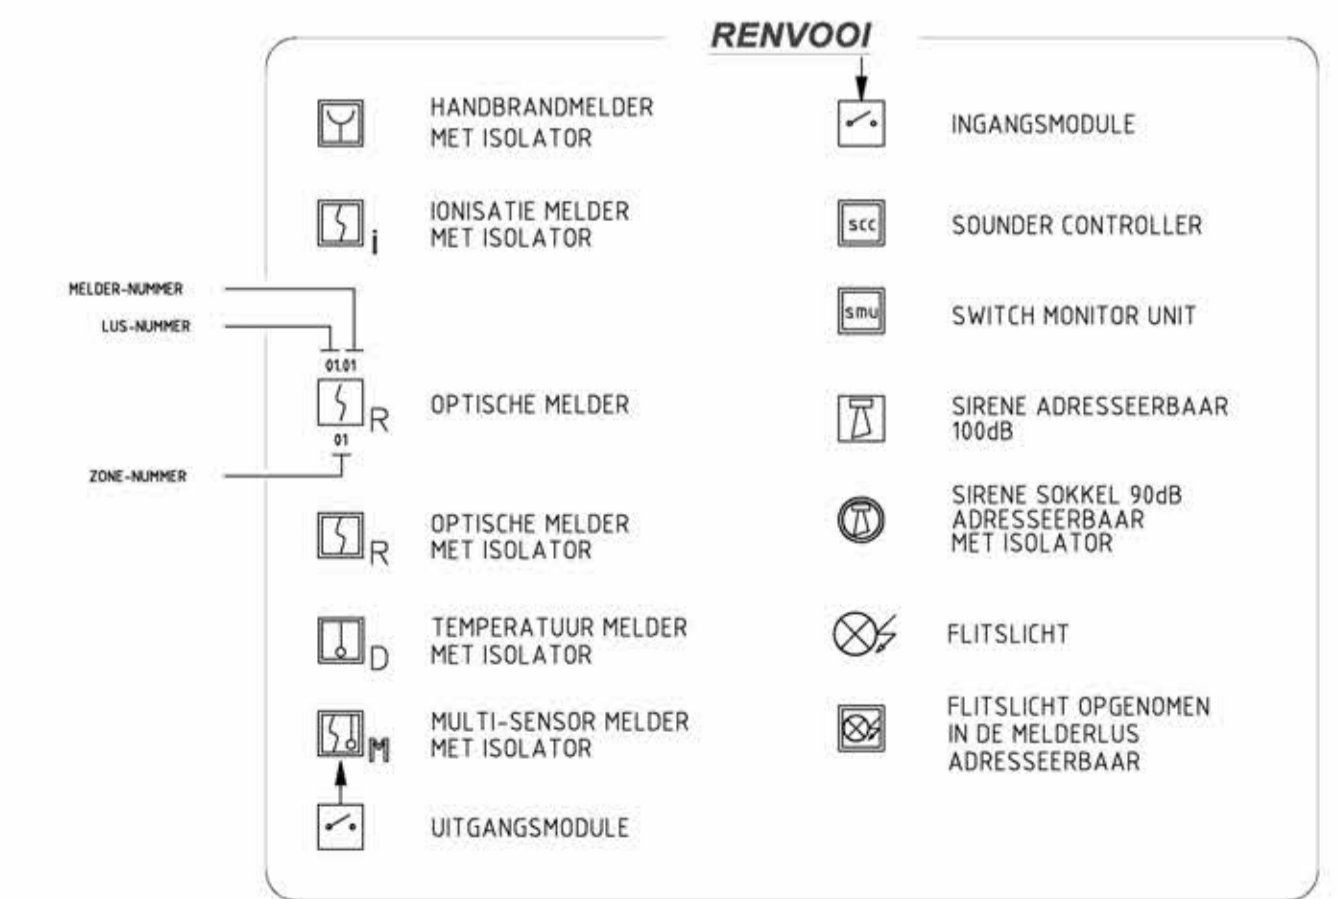 RENVOOI
HANDBRANDMELDER
MET ISOLATOR
IONISATIE MELDER
MET ISOLATOR
i
MELDER-NUMMER
LUS-NUMMER
01.01
OPTISCHE MELDER
R
01
ZONE-NUMMER
OPTISCHE MELDER
MET ISOLATOR
R
TEMPERATUUR MELDER
MET ISOLATOR
D
MULTI-SENSOR MELDER
MET ISOLATOR
M
UITGANGSMODULE
INGANGSMODULE
scc
SOUNDER CONTROLLER
smu
SWITCH MONITOR UNIT
SIRENE ADRESSEERBAAR
100dB
SIRENE SOKKEL 90dB
ADRESSEERBAAR
MET ISOLATOR
FLITSLICHT
FLITSLICHT OPGENOMEN
IN DE MELDERLUS
ADRESSEERBAAR